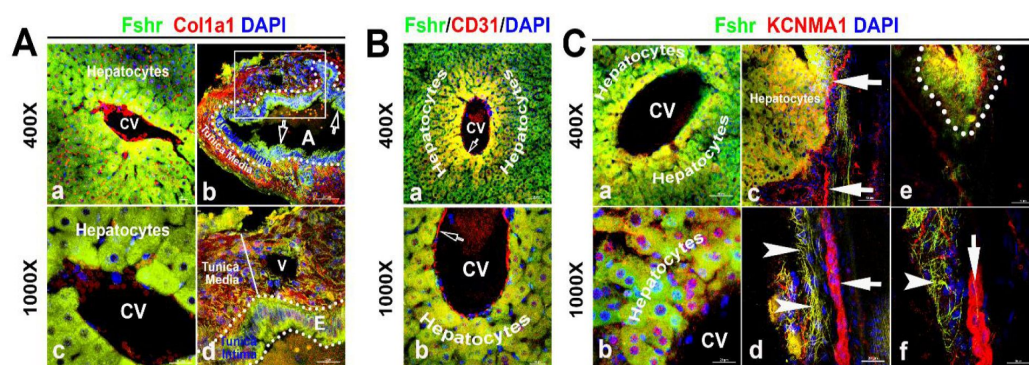 Fshr Col1a1 DAPI
Fshr/CD31/DAPI
Fshr KCNMA1 DAPI
A
B
C
400X
1000X
400X
1000X
400X
1000X
Hepatocytes
CV
a
A
Tunica Media
Intima
b
Hepatocytes
CV
c
Tunica
Media
V
E
Tunica
Intima
d
Hepatocytes
Hepatocytes
CV
a
CV
Hepatocytes
b
Hepatocytes
CV
Hepatocytes
a
Hepatocytes
CV
b
Hepatocytes
c
d
e
f